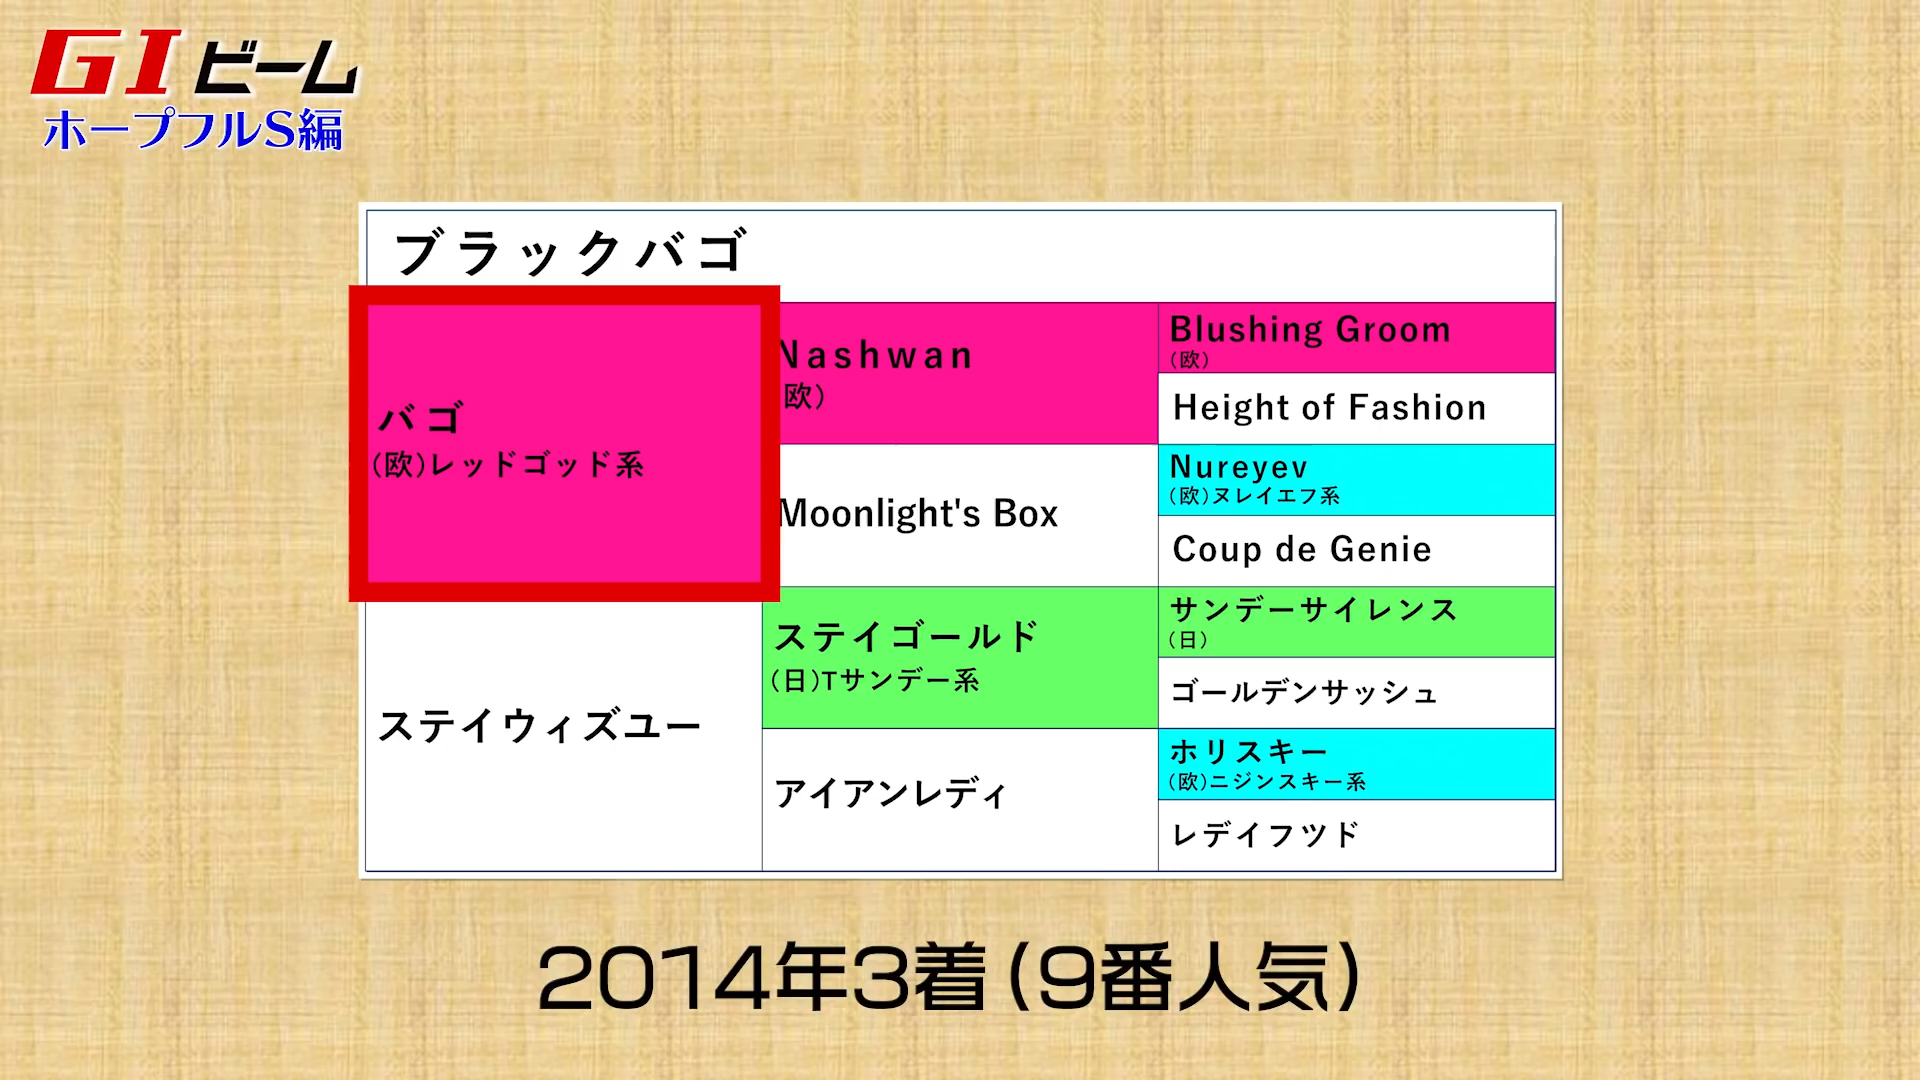 GIビーム
ホープフルS編
ブラックバゴ
バゴ
(欧)レッドゴッド系
Nashwan
欧)
Moonlight's Box
Blushing Groom
(欧)
Height of Fashion
Nureyev
(欧)ヌレイエフ系
Coup de Genie
ステイウィズユー
ステイゴールド
(日)Tサンデー系
アイアンレディ
サンデーサイレンス
(日)
ゴールデンサッシュ
ホリスキー
(欧)ニジンスキー系
レデイフツド
2014年3着(9番人気)